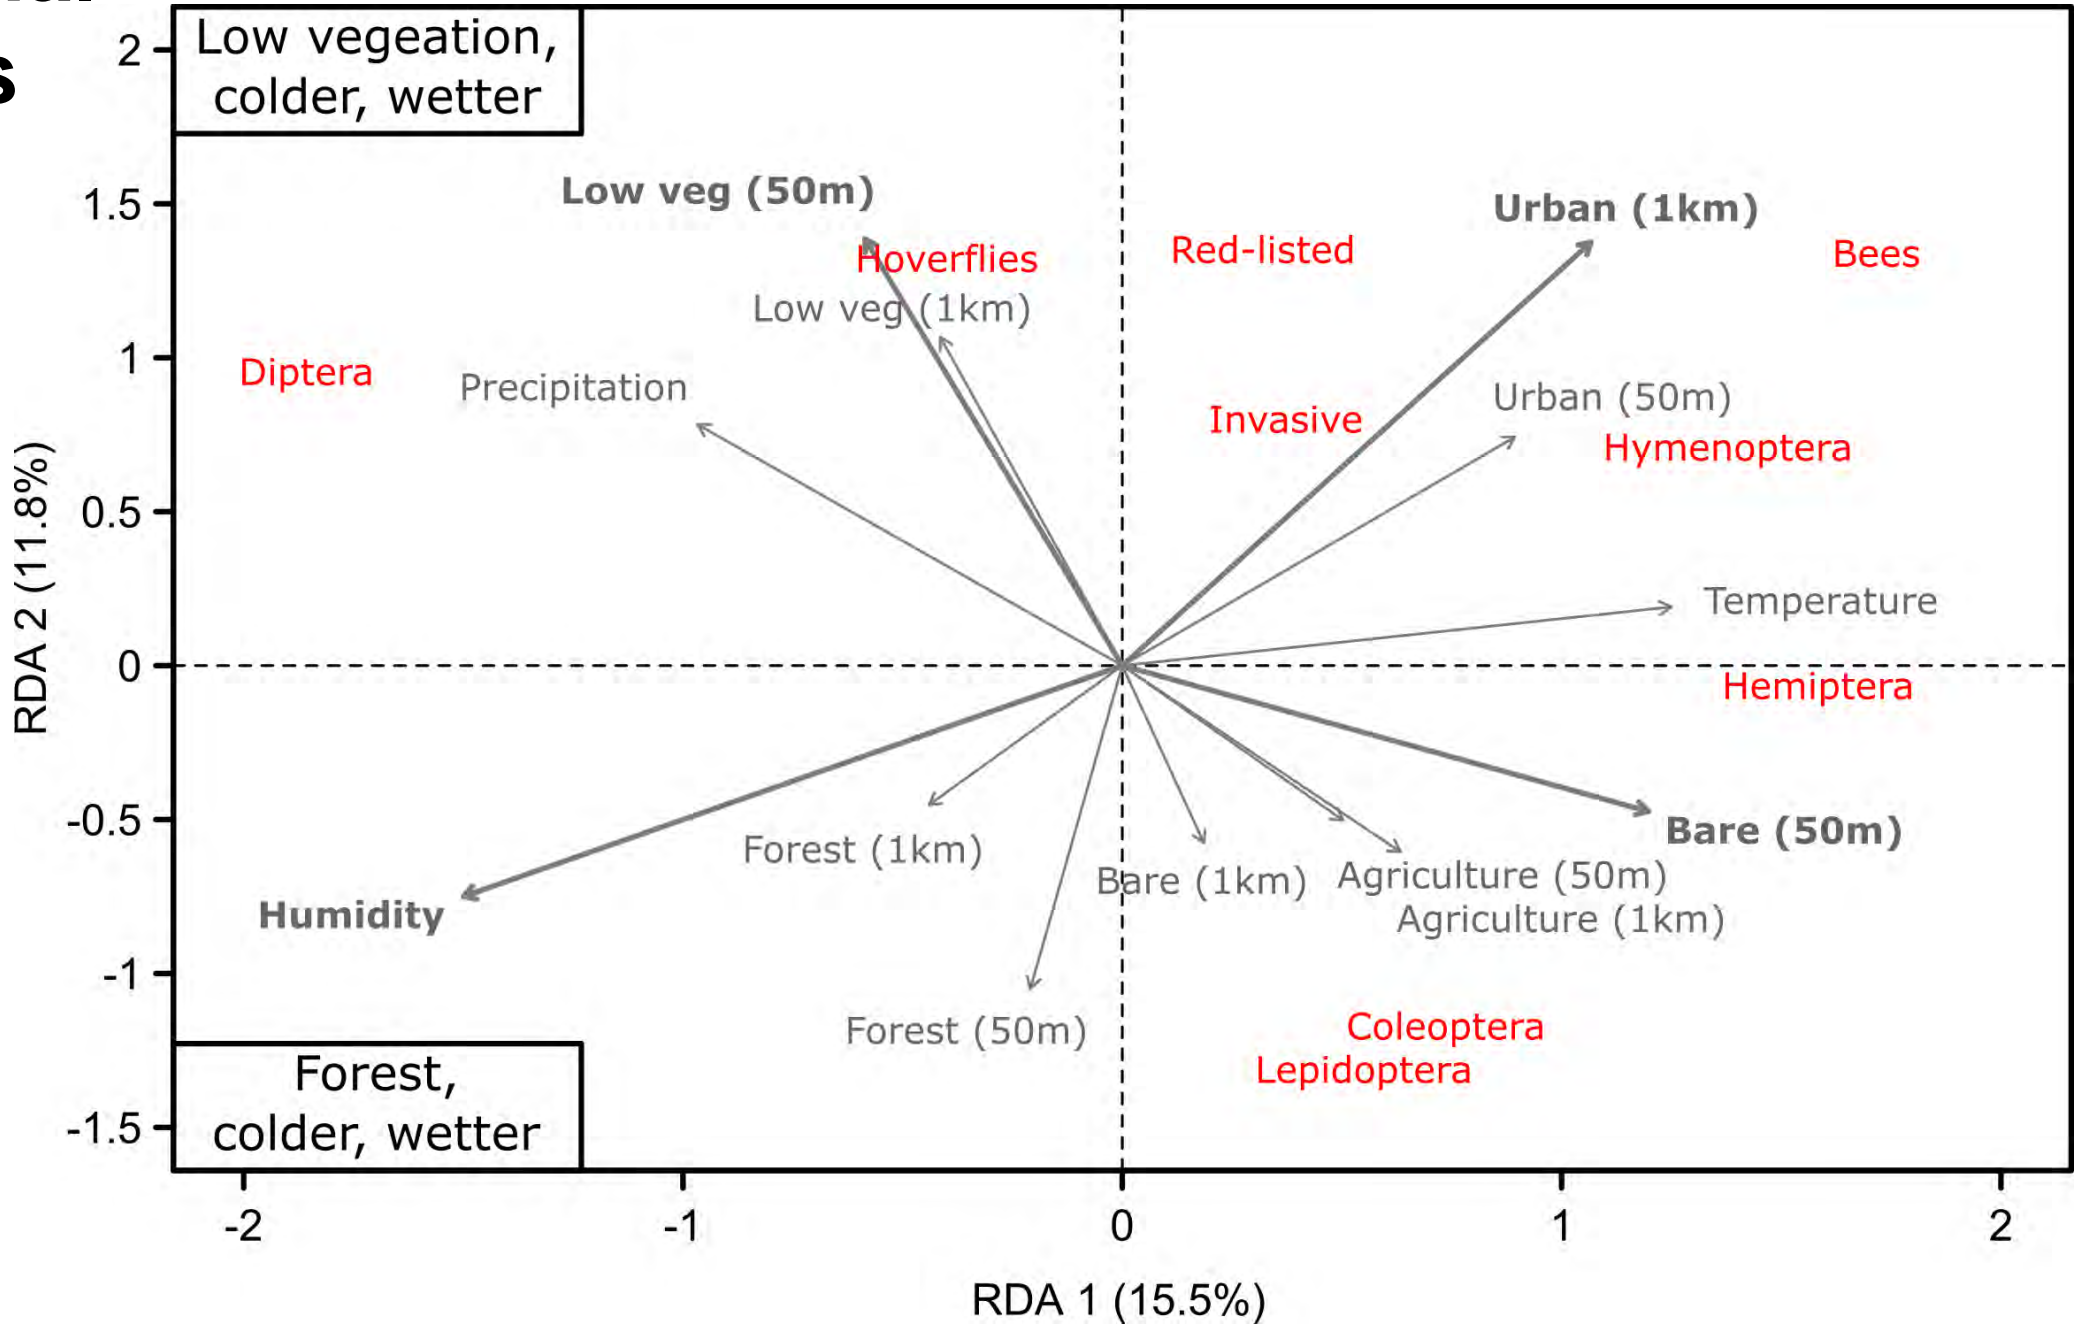 s
Low vegeation,
colder, wetter
2
Low veg (50m)
Urban (1km)
1.5
Hoverflies
Red-listed
Bees
Low veg (1km)
1
Diptera
Precipitation
Urban (50m)
Invasive
Hymenoptera
0.5
Temperature
0
Hemiptera
RDA 2 (11.8%)
-0.5
Bare (50m)
Forest (1km)
Bare (1km)
Agriculture (50m)
Humidity
Agriculture (1km)
-1
Forest (50m)
Coleoptera
Lepidoptera
Forest,
colder, wetter
-1.5
-2
-1
0
1
2
RDA 1 (15.5%)